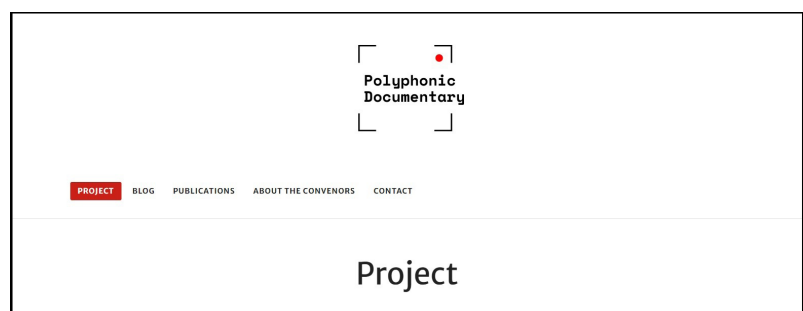 Polyphonic
Documentary
PROJECT BLOG PUBLICATIONS ABOUT THE CONVENORS CONTACT
Project